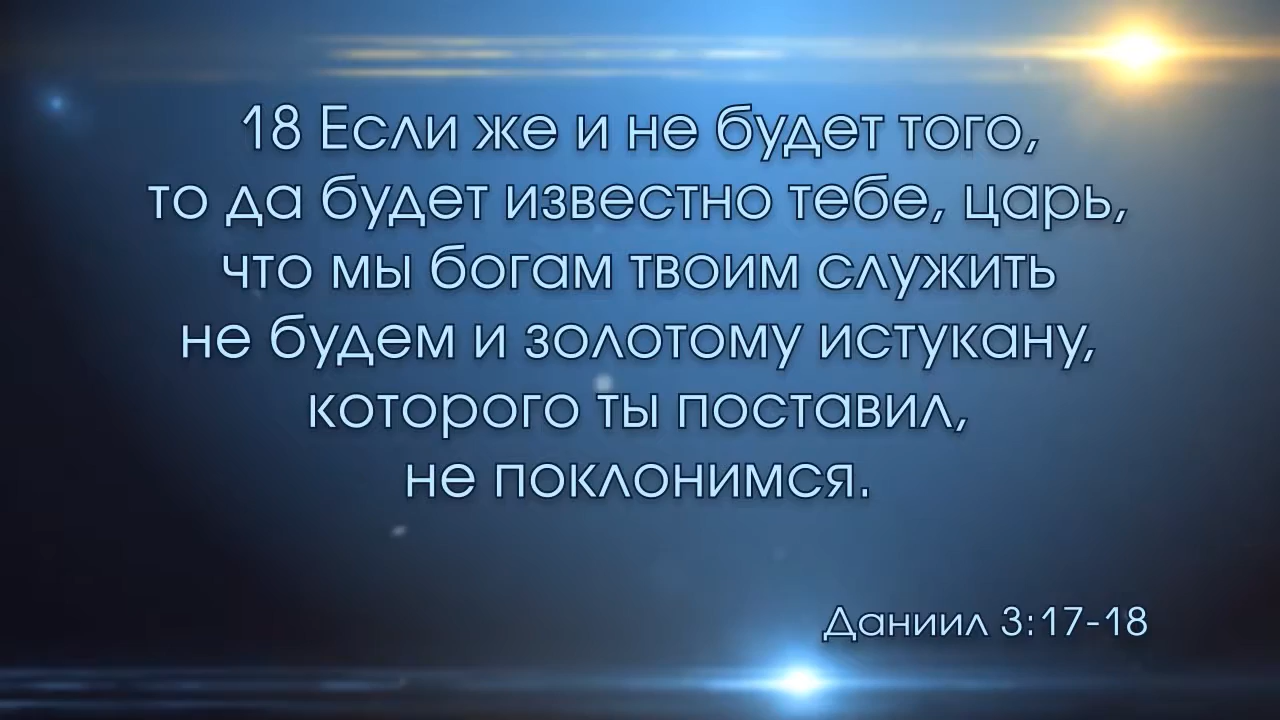 18 Если же и не будет того,
то да будет известно тебе, царь,
что мы богам твоим служить
не будем и золотому истукану,
которого ты поставил,
не поклонимся.
Даниил 3:17-18